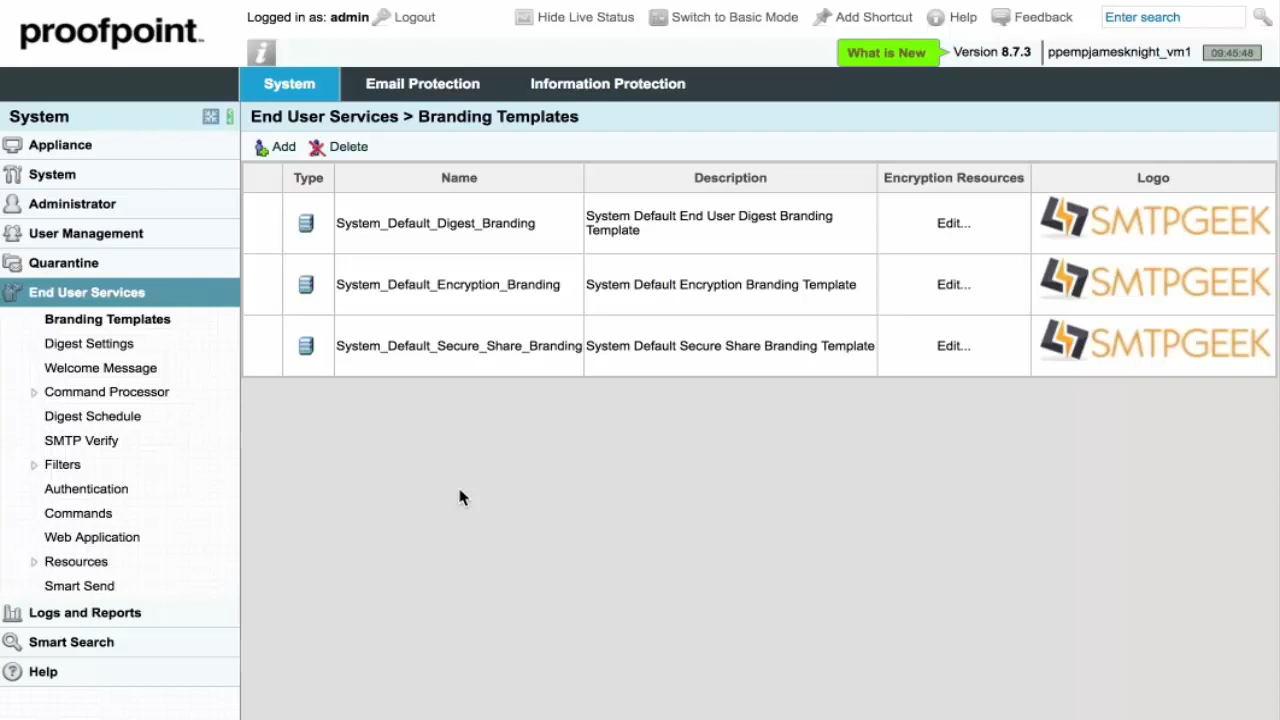 proofpoint™
Logged in as: admin Logout Hide Live Status Switch to Basic Mode Add Shortcut Help Feedback Enter search
i
What is New Version 8.7.3 ppempjamesknight_vm1 09:45:48
System Email Protection Information Protection
System
Appliance
System
Administrator
User Management
Quarantine
End User Services
Branding Templates
Digest Settings
Welcome Message
Command Processor
Digest Schedule
SMTP Verify
Filters
Authentication
Commands
Web Application
Resources
Smart Send
Logs and Reports
Smart Search
? Help
End User Services > Branding Templates
Add Delete
Type Name Description Encryption Resources Logo
System_Default_Digest_Branding System Default End User Digest Branding
Template Edit... SMTPGEEK
System_Default_Encryption_Branding System Default Encryption Branding Template Edit... SMTPGEEK
System_Default_Secure_Share_Branding System Default Secure Share Branding Template Edit... SMTPGEEK